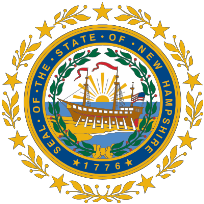 SEAL • OF • THE • STATE • OF • NEW HAMPSHIRE
1776